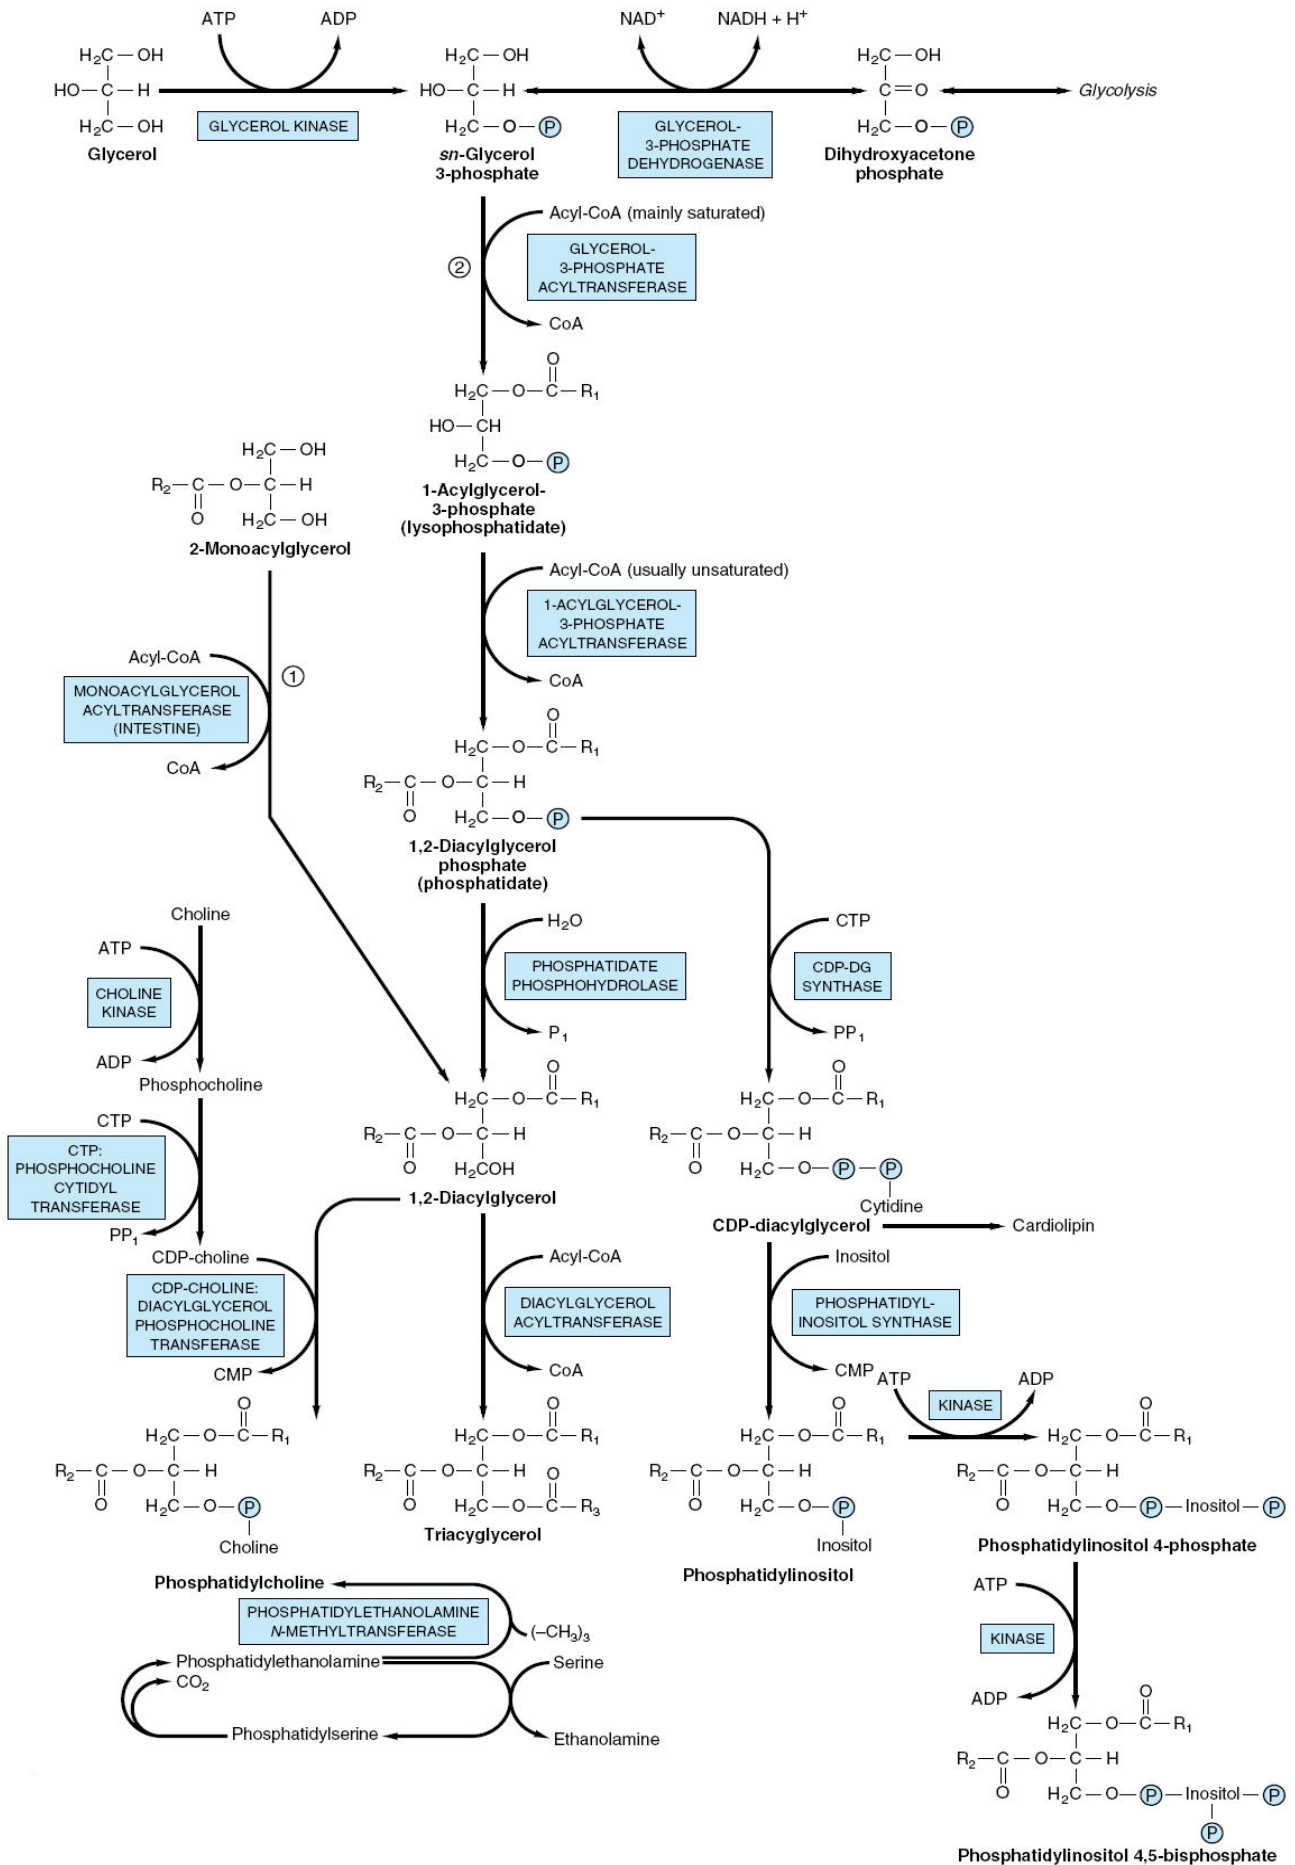 ATP ADP NAD+ NADH + H+
H2C — OH H2C — OH H2C — OH
HO — C — H HO — C — H C = O Glycolysis
H2C — OH H2C — O — P H2C — O — P
GLYCEROL KINASE
GLYCEROL-
3-PHOSPHATE
DEHYDROGENASE
Glycerol
sn-Glycerol
3-phosphate
Dihydroxyacetone
phosphate
Acyl-CoA (mainly saturated)
2
GLYCEROL-
3-PHOSPHATE
ACYLTRANSFERASE
CoA
O
H2C — O — C — R1
HO — CH
H2C — O — P
1-Acylglycerol-
3-phosphate
(lysophosphatidate)
H2C — OH
R2 — C — O — C — H
O H2C — OH
2-Monoacylglycerol
Acyl-CoA (usually unsaturated)
1-ACYLGLYCEROL-
3-PHOSPHATE
ACYLTRANSFERASE
CoA
Acyl-CoA
1
MONOACYLGLYCEROL
ACYLTRANSFERASE
(INTESTINE)
CoA
O
H2C — O — C — R1
R2 — C — O — C — H
O H2C — O — P
1,2-Diacylglycerol
phosphate
(phosphatidate)
Choline
ATP
CHOLINE
KINASE
ADP
Phosphocholine
CTP
CTP:
PHOSPHOCHOLINE
CYTIDYL
TRANSFERASE
PP1
CDP-choline
H2O
PHOSPHATIDATE
PHOSPHOHYDROLASE
P1
CTP
CDP-DG
SYNTHASE
PP1
O
H2C — O — C — R1
R2 — C — O — C — H
O H2COH
1,2-Diacylglycerol
O
H2C — O — C — R1
R2 — C — O — C — H
O H2C — O — P — P
Cytidine
CDP-diacylglycerol Cardiolipin
CDP-CHOLINE:
DIACYLGLYCEROL
PHOSPHOCHOLINE
TRANSFERASE
CMP
Acyl-CoA
DIACYLGLYCEROL
ACYLTRANSFERASE
CoA
Inositol
PHOSPHATIDYL-
INOSITOL SYNTHASE
CMP
ATP ADP
KINASE
O
H2C — O — C — R1
R2 — C — O — C — H
O H2C — O — P
Choline
Phosphatidylcholine
O
H2C — O — C — R1
R2 — C — O — C — H O
O H2C — O — C — R3
Triacyglycerol
O
H2C — O — C — R1
R2 — C — O — C — H
O H2C — O — P
Inositol
Phosphatidylinositol
O
H2C — O — C — R1
R2 — C — O — C — H
O H2C — O — P — Inositol — P
Phosphatidylinositol 4-phosphate
PHOSPHATIDYLETHANOLAMINE
N-METHYLTRANSFERASE
(–CH3)3
Phosphatidylethanolamine Serine
CO2
Phosphatidylserine Ethanolamine
ATP
KINASE
ADP
O
H2C — O — C — R1
R2 — C — O — C — H
O H2C — O — P — Inositol — P
P
Phosphatidylinositol 4,5-bisphosphate